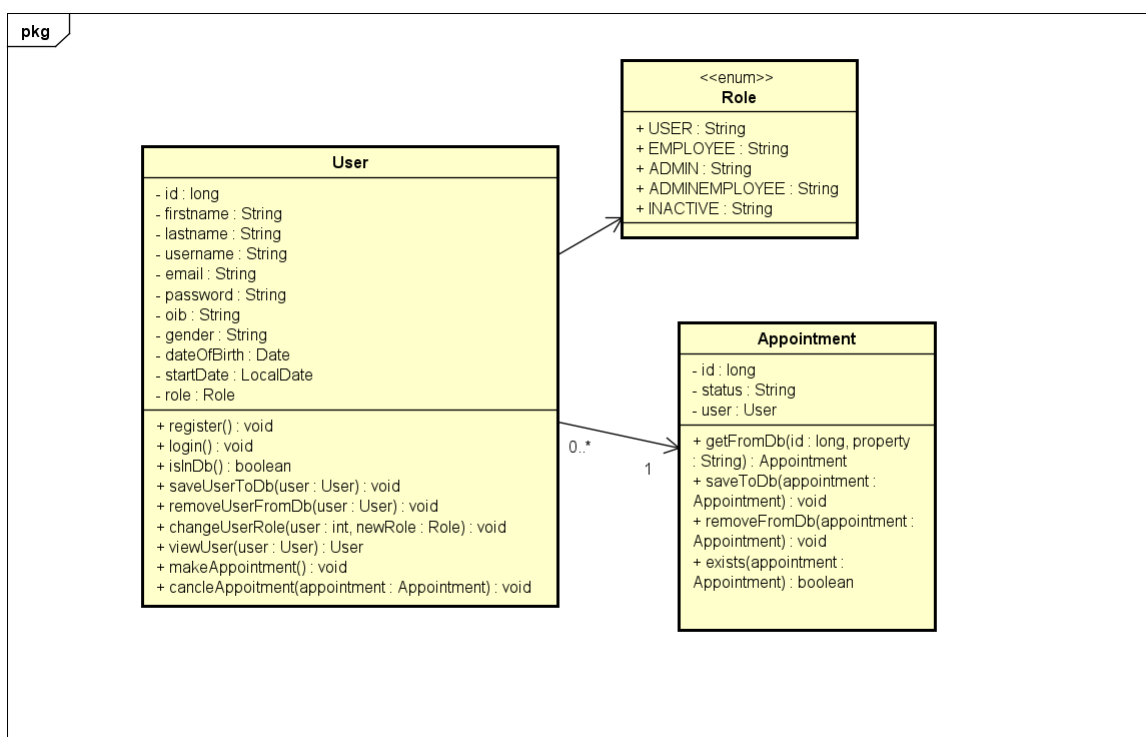 pkg
<<enum>>
Role
+ USER : String
+ EMPLOYEE : String
+ ADMIN : String
+ ADMINEMPLOYEE : String
+ INACTIVE : String
User
- id : long
- firstname : String
- lastname : String
- username : String
- email : String
- password : String
- oib : String
- gender : String
- dateOfBirth : Date
- startDate : LocalDate
- role : Role
+ register() : void
+ login() : void
+ isInDb() : boolean
+ saveUserToDb(user : User) : void
+ removeUserFromDb(user : User) : void
+ changeUserRole(user : int, newRole : Role) : void
+ viewUser(user : User) : User
+ makeAppointment() : void
+ cancleAppoitment(appointment : Appointment) : void
0..*
1
Appointment
- id : long
- status : String
- user : User
+ getFromDb(id : long, property
: String) : Appointment
+ saveToDb(appointment :
Appointment) : void
+ removeFromDb(appointment :
Appointment) : void
+ exists(appointment :
Appointment) : boolean